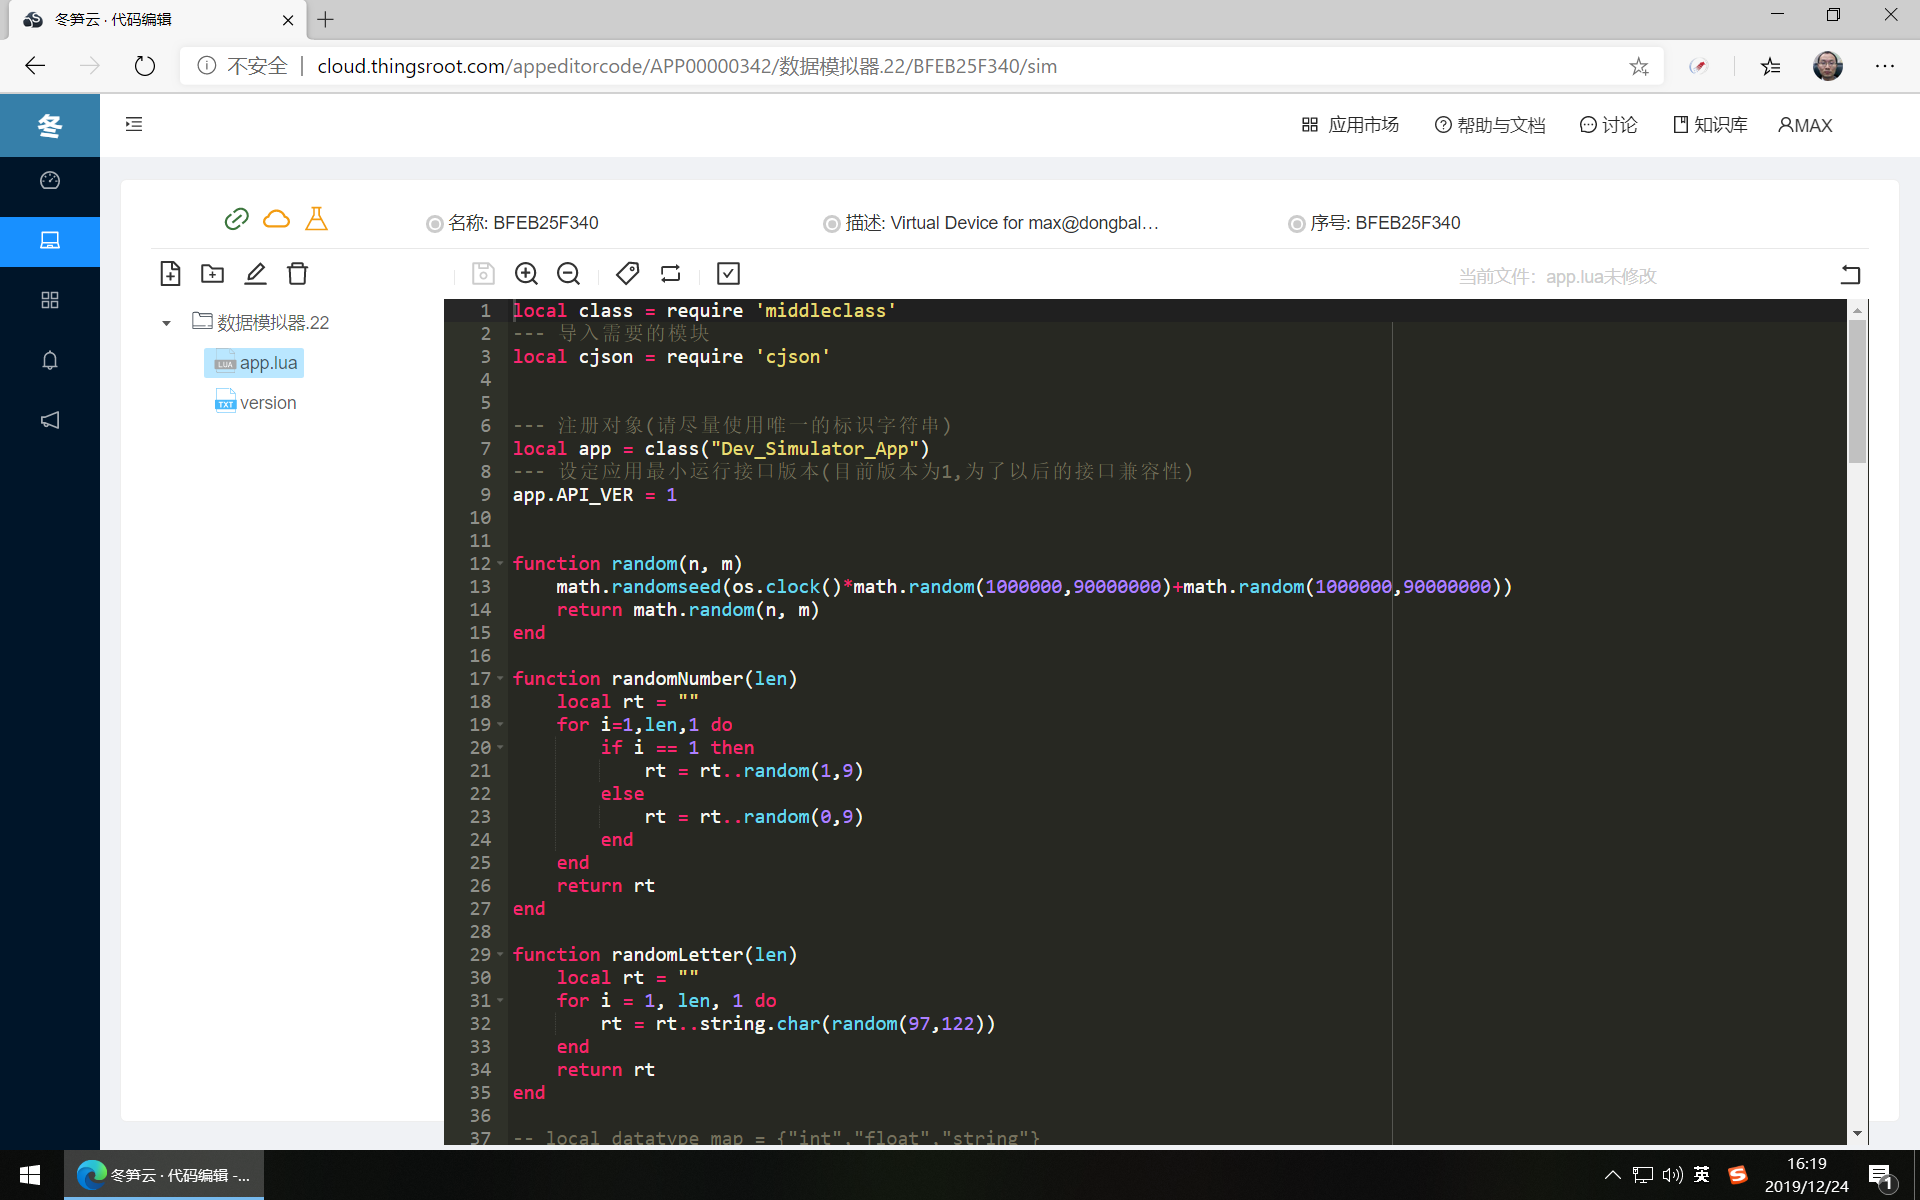 冬笋云 · 代码编辑
不安全 | cloud.thingsroot.com/appeditorcode/APP00000342/数据模拟器.22/BFEB25F340/sim
冬
应用市场 帮助与文档 讨论 知识库 MAX
名称: BFEB25F340 描述: Virtual Device for max@dongbal... 序号: BFEB25F340
当前文件: app.lua未修改
数据模拟器.22
LUA app.lua
TXT version
1 local class = require 'middleclass'
2 --- 导入需要的模块
3 local cjson = require 'cjson'
4
5
6 --- 注册对象(请尽量使用唯一的标识字符串)
7 local app = class("Dev_Simulator_App")
8 --- 设定应用最小运行接口版本(目前版本为1,为了以后的接口兼容性)
9 app.API_VER = 1
10
11
12 function random(n, m)
13     math.randomseed(os.clock()*math.random(1000000,90000000)+math.random(1000000,90000000))
14     return math.random(n, m)
15 end
16
17 function randomNumber(len)
18     local rt = ""
19     for i=1,len,1 do
20         if i == 1 then
21             rt = rt..random(1,9)
22         else
23             rt = rt..random(0,9)
24         end
25     end
26     return rt
27 end
28
29 function randomLetter(len)
30     local rt = ""
31     for i = 1, len, 1 do
32         rt = rt..string.char(random(97,122))
33     end
34     return rt
35 end
36
37 -- local datatype_map = {"int","float","string"}
冬笋云 · 代码编辑 -...
英
16:19
2019/12/24
1